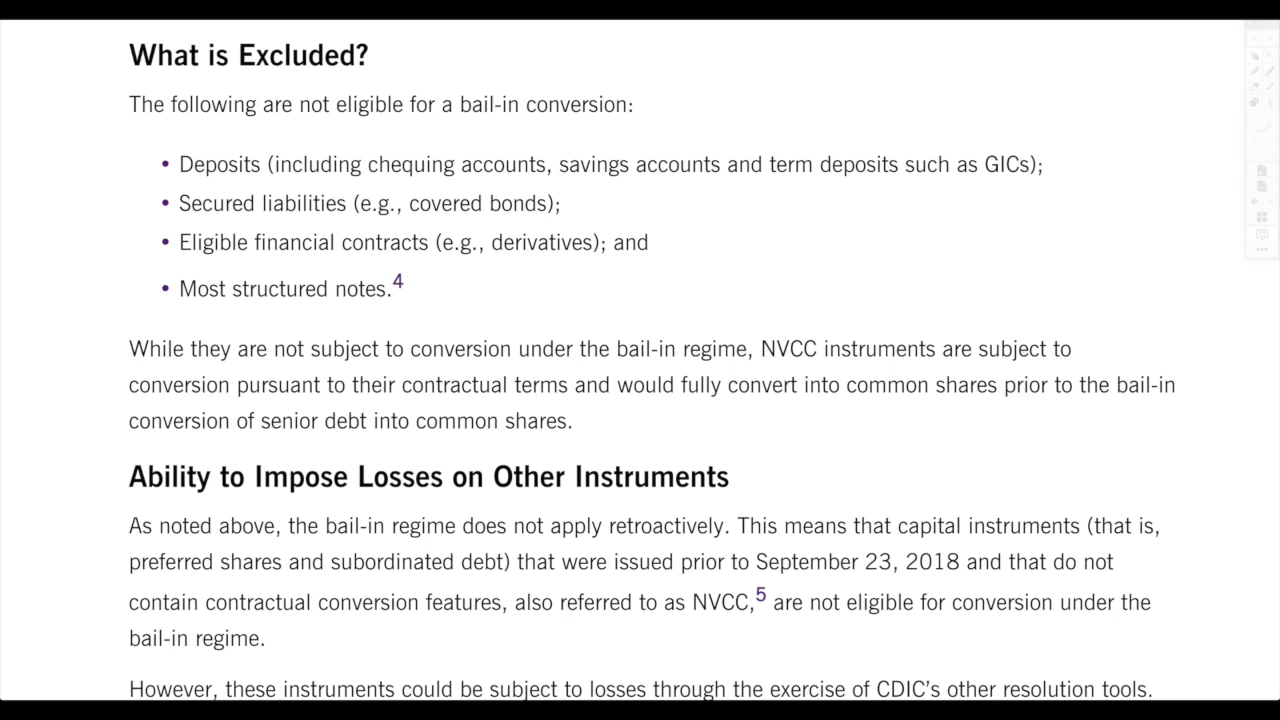 What is Excluded?
The following are not eligible for a bail-in conversion:
• Deposits (including chequing accounts, savings accounts and term deposits such as GICs);
• Secured liabilities (e.g., covered bonds);
• Eligible financial contracts (e.g., derivatives); and
• Most structured notes.4
While they are not subject to conversion under the bail-in regime, NVCC instruments are subject to
conversion pursuant to their contractual terms and would fully convert into common shares prior to the bail-in
conversion of senior debt into common shares.
Ability to Impose Losses on Other Instruments
As noted above, the bail-in regime does not apply retroactively. This means that capital instruments (that is,
preferred shares and subordinated debt) that were issued prior to September 23, 2018 and that do not
contain contractual conversion features, also referred to as NVCC,5 are not eligible for conversion under the
bail-in regime.
However, these instruments could be subject to losses through the exercise of CDIC’s other resolution tools.